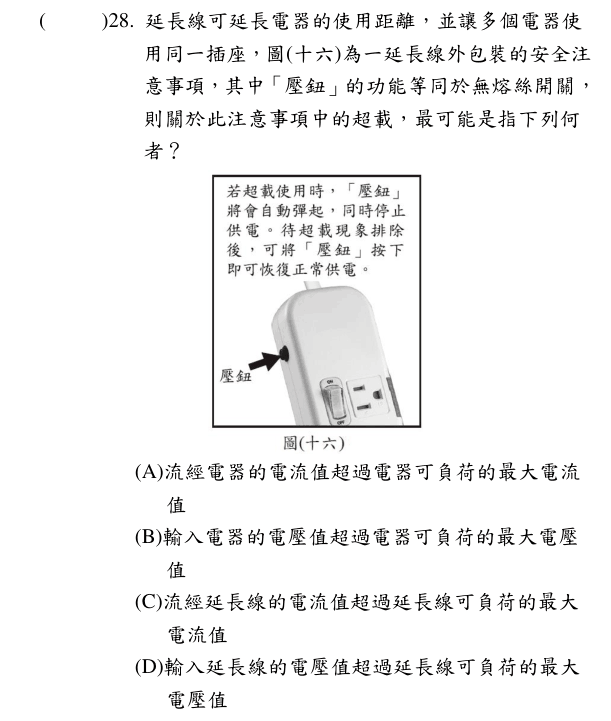 (　　)28. 延長線可延長電器的使用距離，並讓多個電器使
用同一插座，圖(十六)為一延長線外包裝的安全注
意事項，其中「壓鈕」的功能等同於無熔絲開關，
則關於此注意事項中的超載，最可能是指下列何
者？
若超載使用時，「壓鈕」
將會自動彈起，同時停止
供電。待超載現象排除
後，可將「壓鈕」按下
即可恢復正常供電。
壓鈕
ON
OFF
圖(十六)
(A)流經電器的電流值超過電器可負荷的最大電流
值
(B)輸入電器的電壓值超過電器可負荷的最大電壓
值
(C)流經延長線的電流值超過延長線可負荷的最大
電流值
(D)輸入延長線的電壓值超過延長線可負荷的最大
電壓值